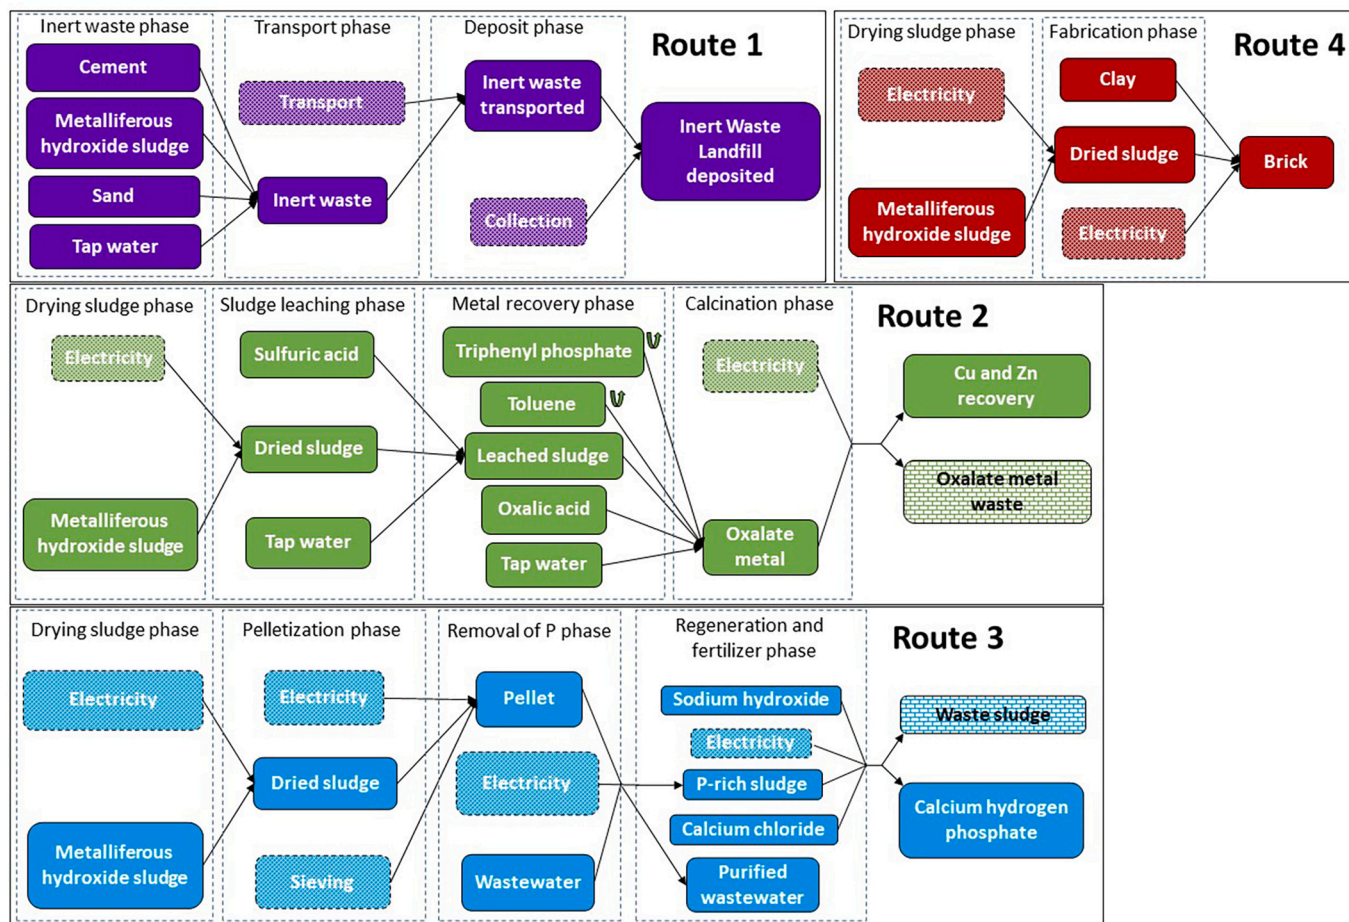 Inert waste phase
Transport phase
Deposit phase
Route 1
Cement
Metalliferous
hydroxide sludge
Sand
Tap water
Transport
Inert waste
Inert waste
transported
Collection
Inert Waste
Landfill
deposited
Drying sludge phase
Fabrication phase
Route 4
Electricity
Metalliferous
hydroxide sludge
Clay
Dried sludge
Electricity
Brick
Drying sludge phase
Sludge leaching phase
Metal recovery phase
Calcination phase
Route 2
Electricity
Metalliferous
hydroxide sludge
Sulfuric acid
Dried sludge
Tap water
Triphenyl phosphate
Toluene
Leached sludge
Oxalic acid
Tap water
Electricity
Oxalate
metal
Cu and Zn
recovery
Oxalate metal
waste
Drying sludge phase
Pelletization phase
Removal of P phase
Regeneration and
fertilizer phase
Route 3
Electricity
Metalliferous
hydroxide sludge
Electricity
Dried sludge
Sieving
Pellet
Electricity
Wastewater
Sodium hydroxide
Electricity
P-rich sludge
Calcium chloride
Purified
wastewater
Waste sludge
Calcium hydrogen
phosphate